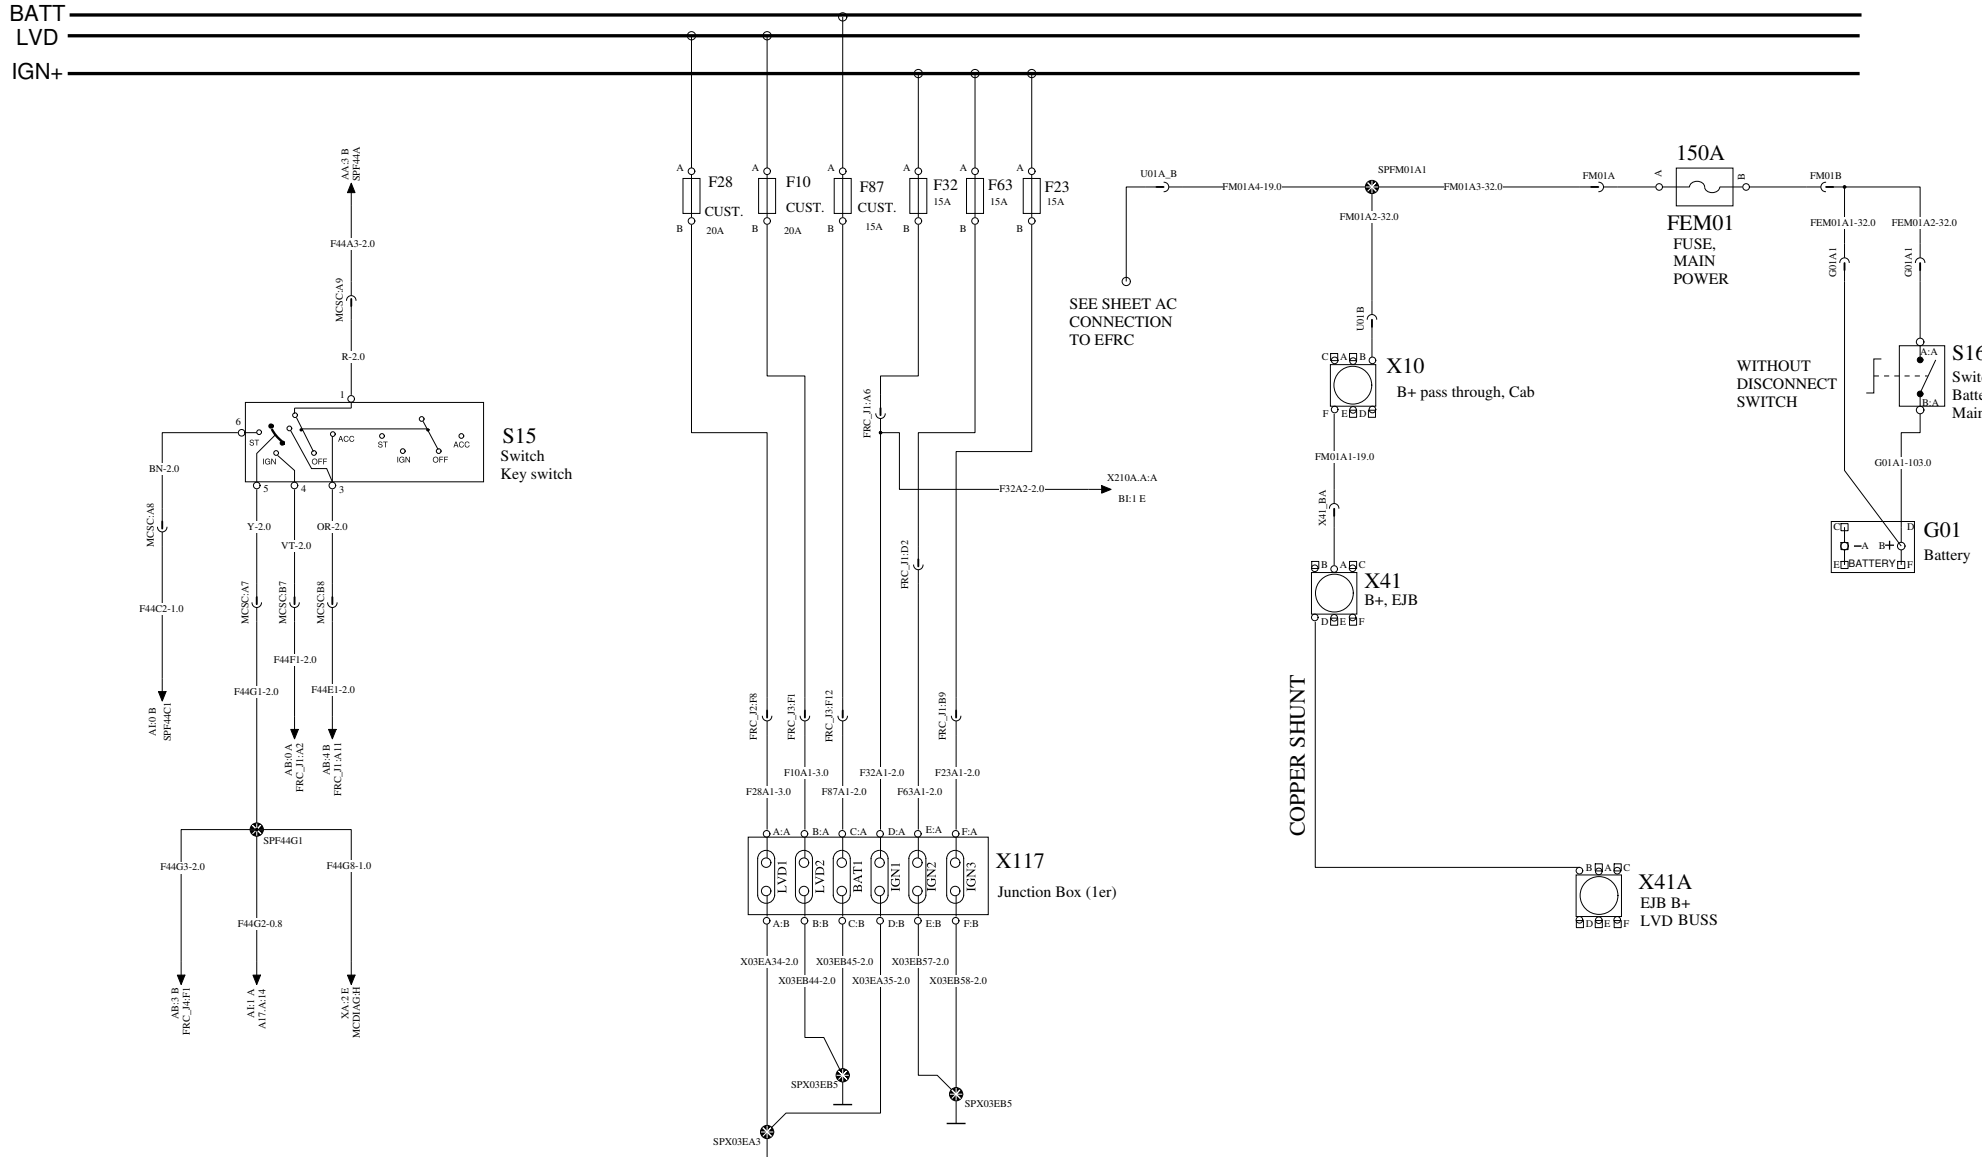 BATT
LVD
IGN+
AA:3 B
SPF44A
F44A3-2.0
MCSC:A9
R-2.0
1
6
ST
IGN
OFF
ACC
ST
IGN
OFF
ACC
5
4
3
S15
Switch
Key switch
BN-2.0
MCSC:A8
F44C2-1.0
AI:0 B
SPF44C1
Y-2.0
VT-2.0
OR-2.0
MCSC:A7
MCSC:B7
MCSC:B8
F44F1-2.0
F44G1-2.0
F44E1-2.0
AB:0 A
FRC_J1:A2
AB:4 B
FRC_J1:A11
SPF44G1
F44G3-2.0
F44G8-1.0
F44G2-0.8
AB:3 B
FRC_J4:F1
AI:1 A
A17.A:14
XA:2 E
MCDIAG:H
A
F28
CUST.
20A
B
A
F10
CUST.
20A
B
A
F87
CUST.
15A
B
A
F32
15A
B
A
F63
15A
B
A
F23
15A
B
FRC_J1:A6
F32A2-2.0
X210A.A:A
BI:1 E
FRC_J1:D2
FRC_J2:F8
FRC_J3:F1
FRC_J3:F12
FRC_J1:B9
F10A1-3.0
F32A1-2.0
F23A1-2.0
F28A1-3.0
F87A1-2.0
F63A1-2.0
A:A
B:A
C:A
D:A
E:A
F:A
LVD1
LVD2
BAT1
IGN1
IGN2
IGN3
X117
Junction Box (1er)
A:B
B:B
C:B
D:B
E:B
F:B
X03EA34-2.0
X03EB45-2.0
X03EB57-2.0
X03EB44-2.0
X03EA35-2.0
X03EB58-2.0
SPX03EB5
SPX03EB5
SPX03EA3
U01A_B
FM01A4-19.0
SPFM01A1
FM01A3-32.0
FM01A
A
150A
B
FM01B
FEM01
FUSE,
MAIN
POWER
FM01A2-32.0
FEM01A1-32.0
FEM01A2-32.0
G01A1
G01A1
SEE SHEET AC
CONNECTION
TO EFRC
U01B
C A B
X10
B+ pass through, Cab
F E D
FM01A1-19.0
X41_BA
B A C
X41
B+, EJB
D E F
COPPER SHUNT
B A C
X41A
EJB B+
LVD BUSS
D E F
WITHOUT
DISCONNECT
SWITCH
A:A
B:A
S16
Swit
Batte
Main
G01A1-103.0
C
D
A
B+
E
BATTERY
F
G01
Battery